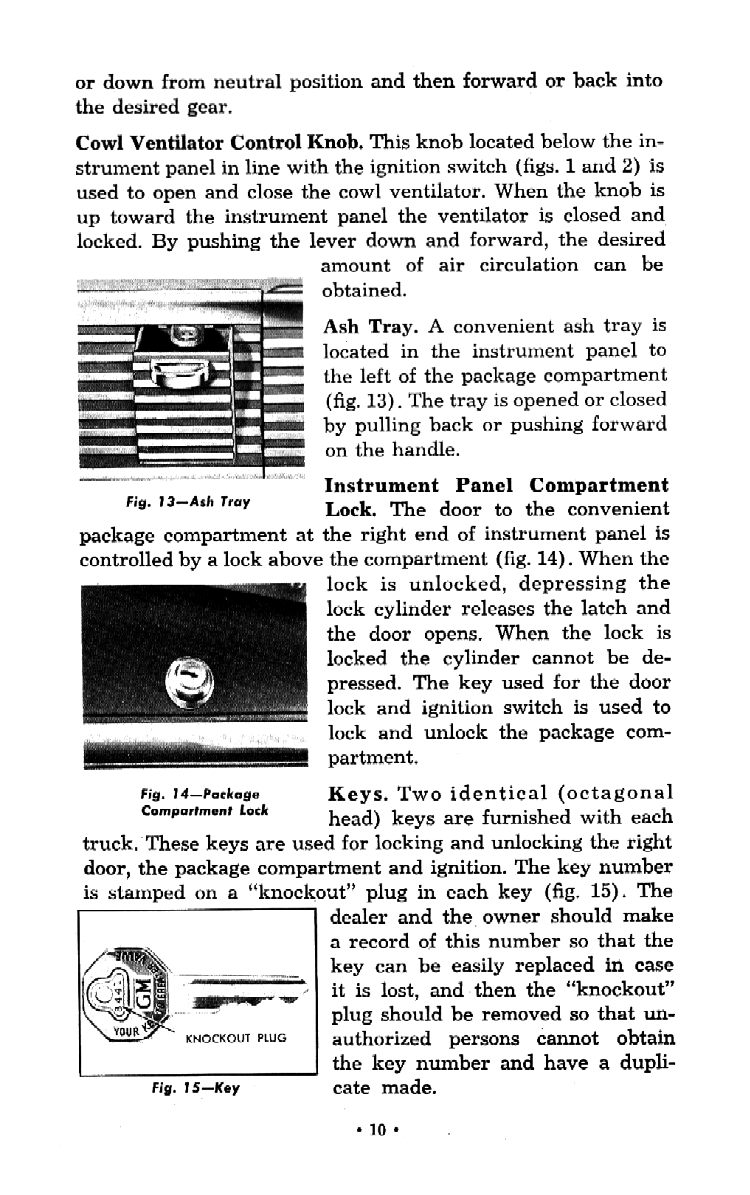 or down from neutral position and then forward or back into
the desired gear.
Cowl Ventilator Control Knob. This knob located below the in-
strument panel in line with the ignition switch (figs. 1 and 2) is
used to open and close the cowl ventilator. When the knob is
up toward the instrument panel the ventilator is closed and
locked. By pushing the lever down and forward, the desired
amount of air circulation can be
obtained.
Ash Tray. A convenient ash tray is
located in the instrument panel to
the left of the package compartment
(fig. 13). The tray is opened or closed
by pulling back or pushing forward
on the handle.
Fig. 13—Ash Tray
Instrument Panel Compartment
Lock. The door to the convenient
package compartment at the right end of instrument panel is
controlled by a lock above the compartment (fig. 14). When the
lock is unlocked, depressing the
lock cylinder releases the latch and
the door opens. When the lock is
locked the cylinder cannot be de-
pressed. The key used for the door
lock and ignition switch is used to
lock and unlock the package com-
partment.
Fig. 14—Package
Compartment Lock
Keys. Two identical (octagonal
head) keys are furnished with each
truck. These keys are used for locking and unlocking the right
door, the package compartment and ignition. The key number
is stamped on a "knockout" plug in each key (fig. 15). The
dealer and the owner should make
a record of this number so that the
key can be easily replaced in case
it is lost, and then the "knockout"
plug should be removed so that un-
authorized persons cannot obtain
the key number and have a dupli-
cate made.
GM
YOUR KEY
KNOCKOUT PLUG
Fig. 15—Key
• 10 •